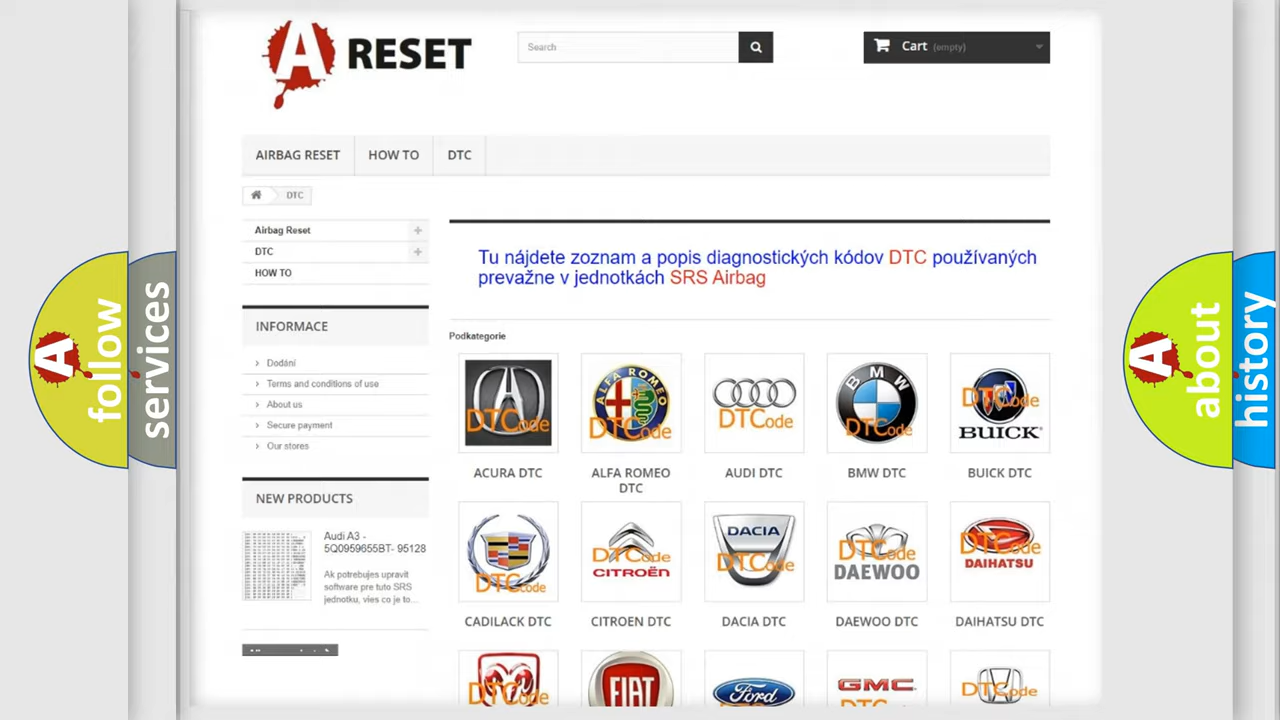 A RESET
Search
Cart (empty)
AIRBAG RESET
HOW TO
DTC
DTC
Airbag Reset
DTC
HOW TO
Tu nájdete zoznam a popis diagnostických kódov DTC používaných
prevažne v jednotkách SRS Airbag
INFORMACE
Dodání
Terms and conditions of use
About us
Secure payment
Our stores
NEW PRODUCTS
Audi A3 -
5Q0959655BT- 95128
Ak potrebujes upravit
software pre tuto SRS
jednotku, vies co je to...
Podkategorie
DTCode
ALFA ROMEO
DTCode
DTCode
BMW
DTCode
DTCode
BUICK
ACURA DTC
ALFA ROMEO
DTC
AUDI DTC
BMW DTC
BUICK DTC
DTCode
DTCode
CITROËN
DACIA
DTCode
DTCode
DAEWOO
DTCode
DAIHATSU
CADILACK DTC
CITROEN DTC
DACIA DTC
DAEWOO DTC
DAIHATSU DTC
DTCode
FIAT
Ford
GMC
DTCode
A follow
services
A about
history